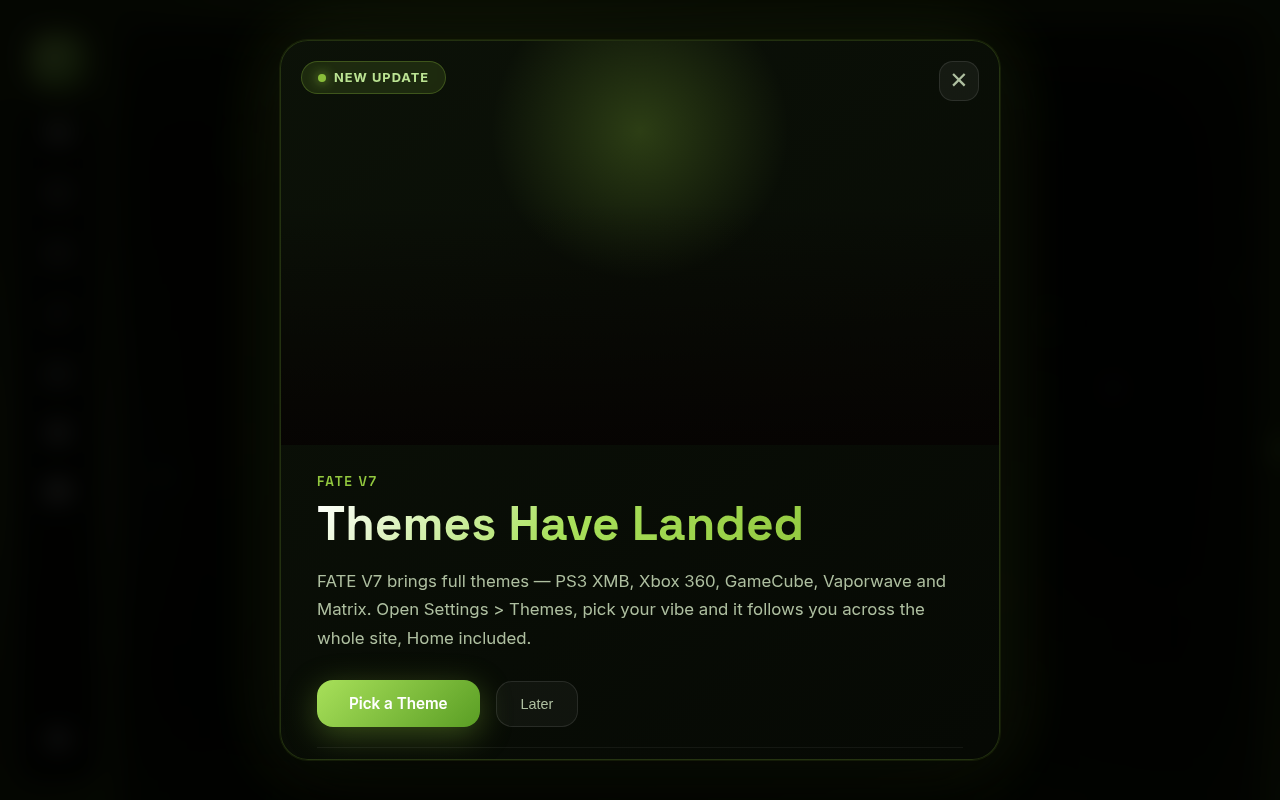 NEW UPDATE
FATE V7
Themes Have Landed
FATE V7 brings full themes — PS3 XMB, Xbox 360, GameCube, Vaporwave and
Matrix. Open Settings > Themes, pick your vibe and it follows you across the
whole site, Home included.
Pick a Theme
Later